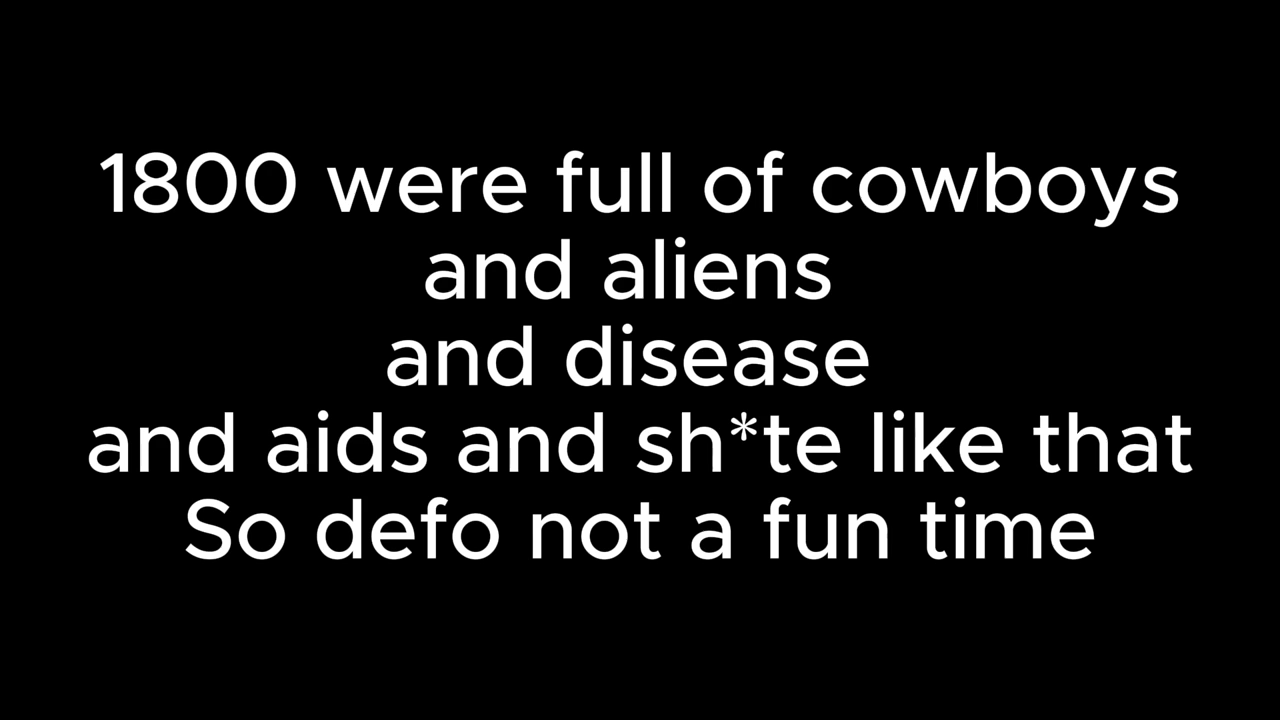 1800 were full of cowboys
and aliens
and disease
and aids and sh*te like that
So defo not a fun time